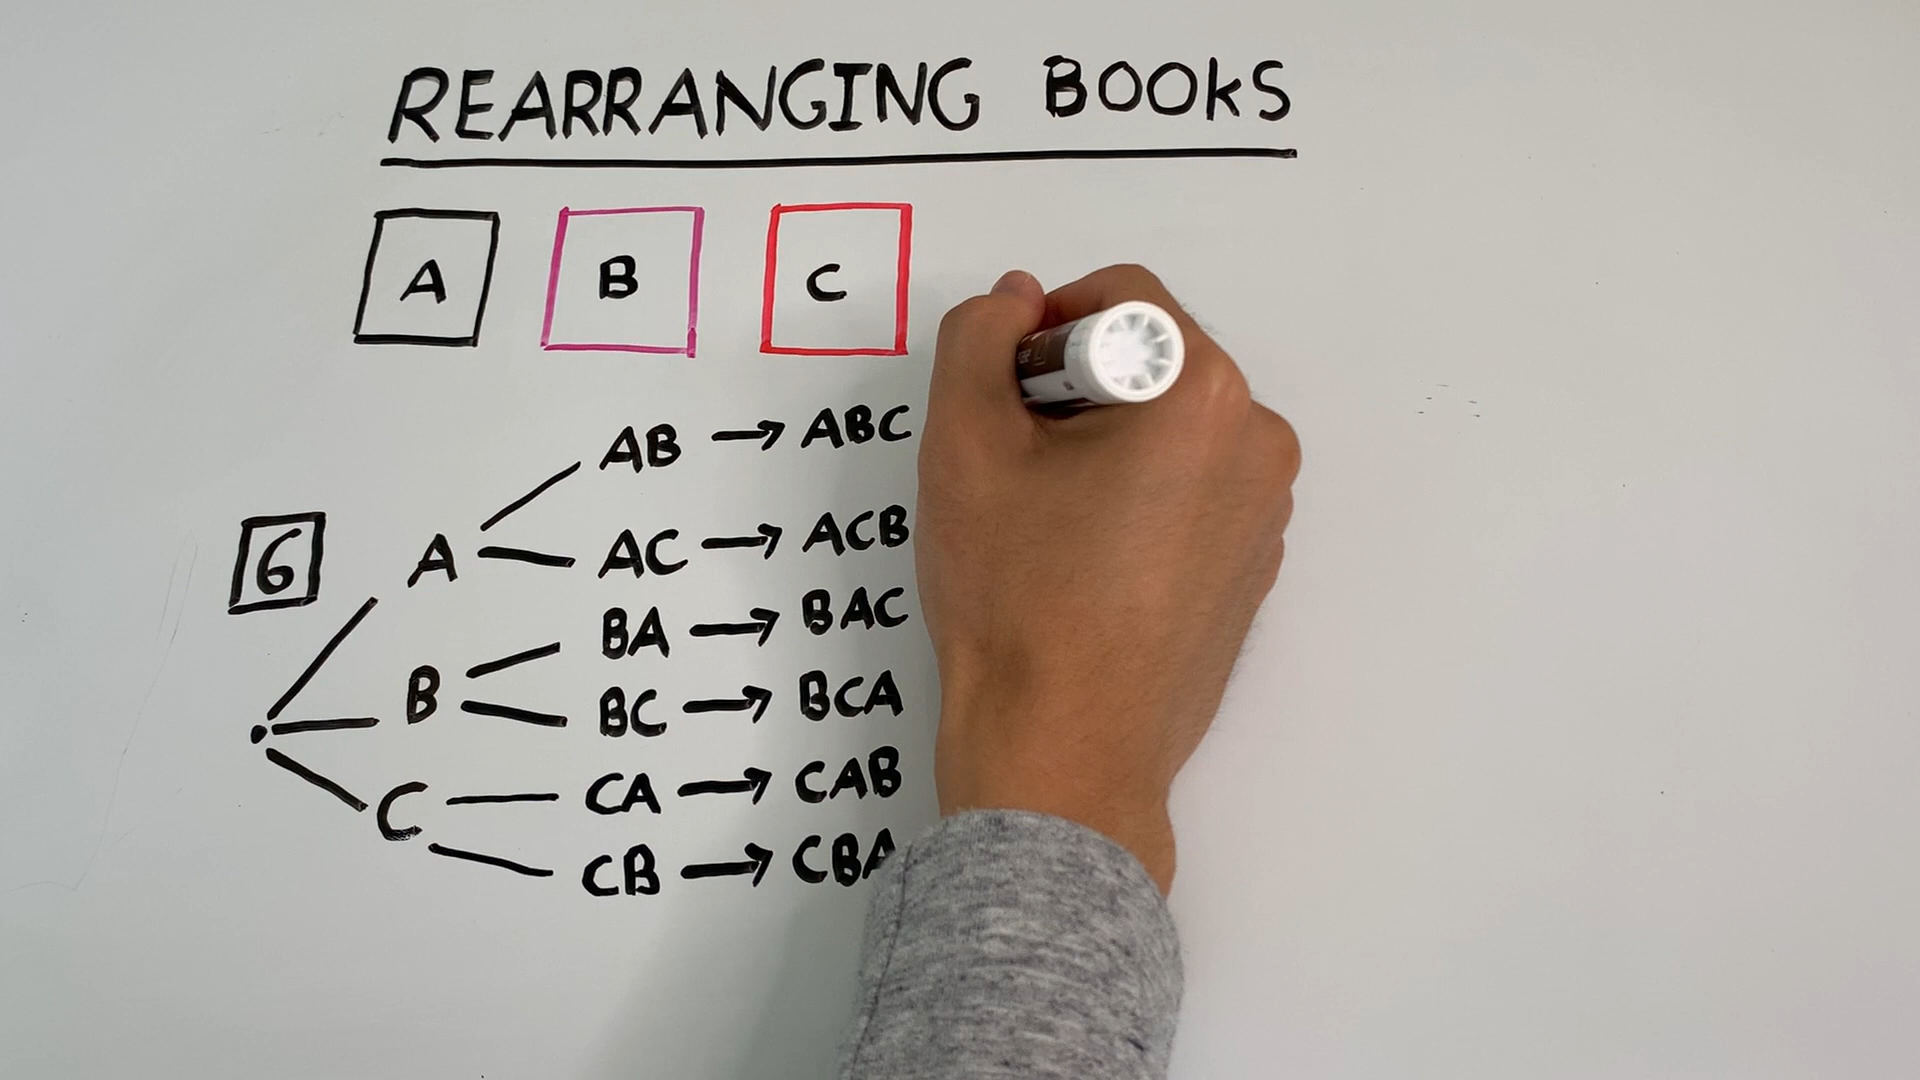 REARRANGING BOOKS
A B C
AB → ABC
6
A
AC → ACB
BA → BAC
B
BC → BCA
C
CA → CAB
CB → CBA